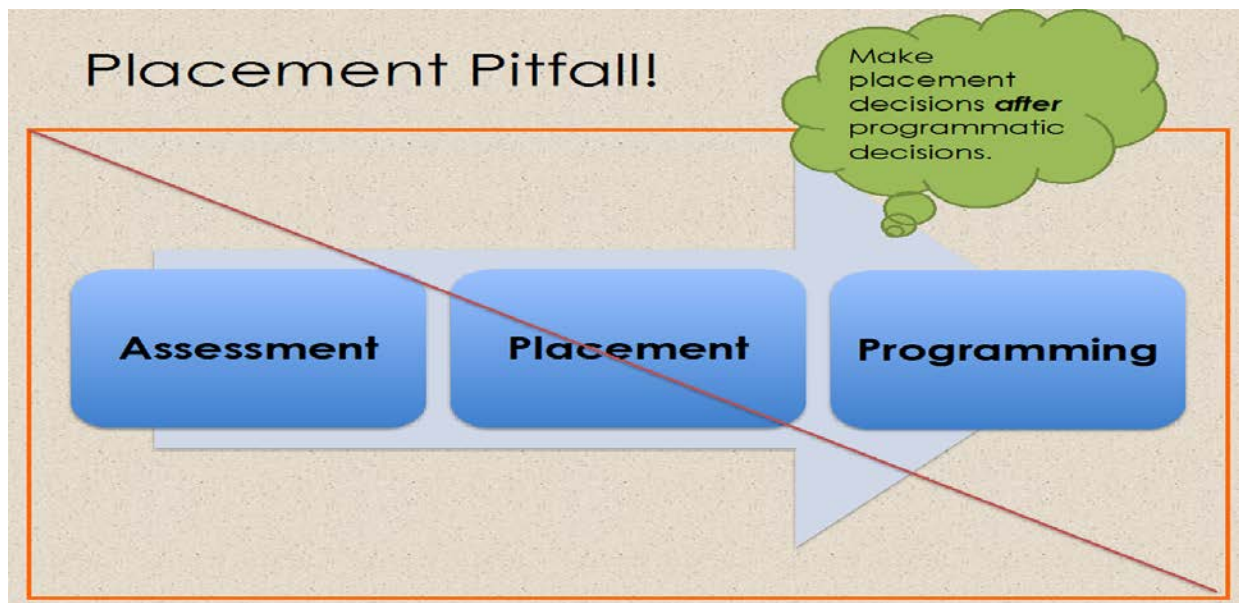 Placement Pitfall!
Make
placement
decisions after
programmatic
decisions.
Assessment
Placement
Programming